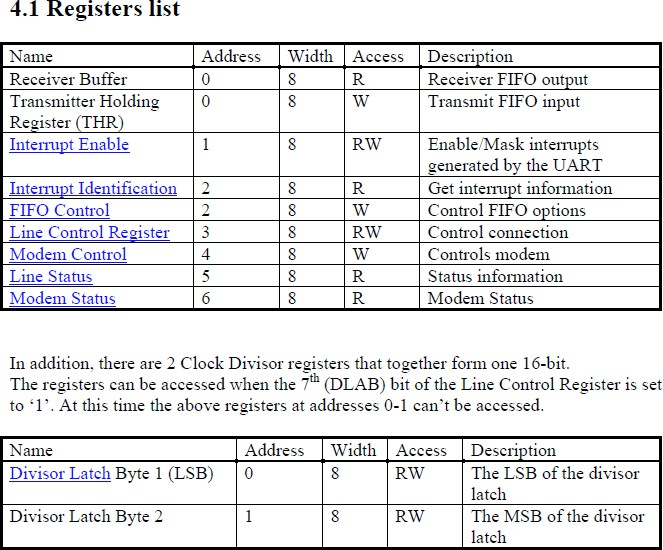 4.1 Registers list
Name Address Width Access Description
Receiver Buffer 0 8 R Receiver FIFO output
Transmitter Holding 0 8 W Transmit FIFO input
Register (THR)
Interrupt Enable 1 8 RW Enable/Mask interrupts
generated by the UART
Interrupt Identification 2 8 R Get interrupt information
FIFO Control 2 8 W Control FIFO options
Line Control Register 3 8 RW Control connection
Modem Control 4 8 W Controls modem
Line Status 5 8 R Status information
Modem Status 6 8 R Modem Status
In addition, there are 2 Clock Divisor registers that together form one 16-bit.
The registers can be accessed when the 7th (DLAB) bit of the Line Control Register is set
to ‘1’. At this time the above registers at addresses 0-1 can’t be accessed.
Name Address Width Access Description
Divisor Latch Byte 1 (LSB) 0 8 RW The LSB of the divisor
latch
Divisor Latch Byte 2 1 8 RW The MSB of the divisor
latch